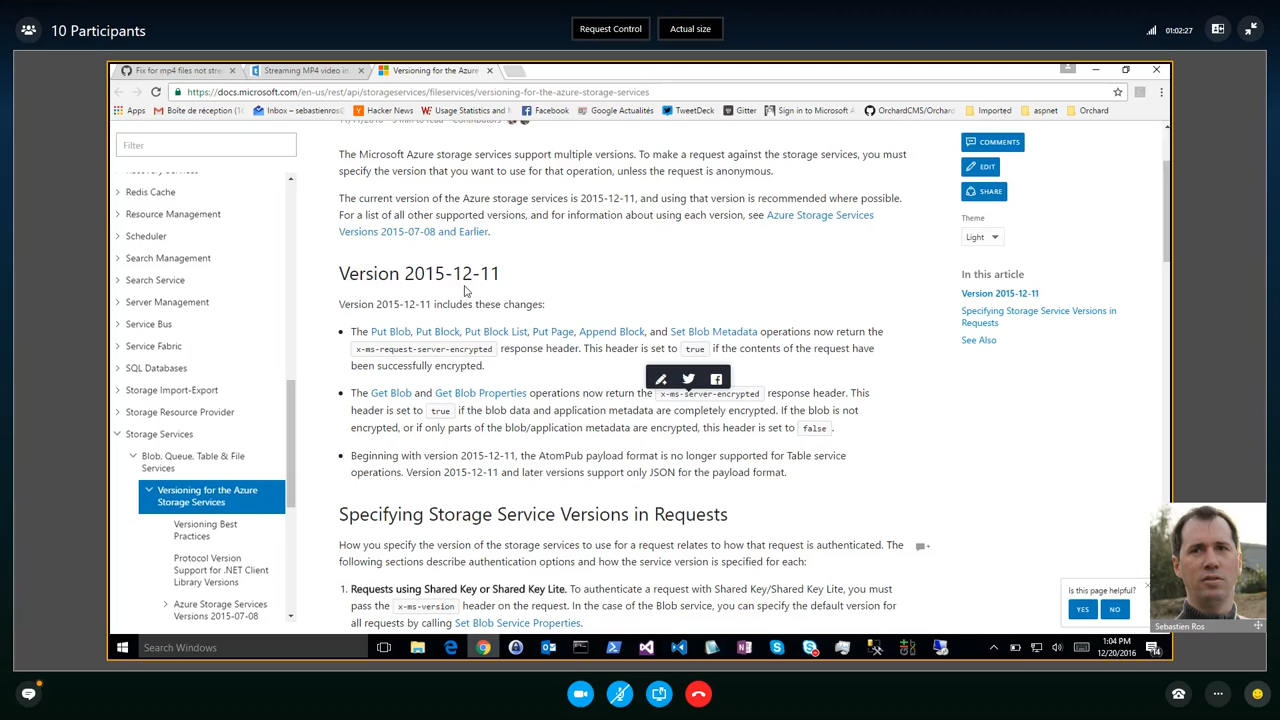 10 Participants
Request Control
Actual size
01:02:27
Fix for mp4 files not stre
Streaming MP4 video in
Versioning for the Azure
https://docs.microsoft.com/en-us/rest/api/storageservices/fileservices/versioning-for-the-azure-storage-services
Apps
Boîte de réception (10
Inbox – sebastienros@
Hacker News
Usage Statistics and M
Facebook
Google Actualités
TweetDeck
Gitter
Sign in to Microsoft A
OrchardCMS/Orchard
Imported
aspnet
Orchard
Filter
Redis Cache
Resource Management
Scheduler
Search Management
Search Service
Server Management
Service Bus
Service Fabric
SQL Databases
Storage Import-Export
Storage Resource Provider
Storage Services
Blob, Queue, Table & File
Services
Versioning for the Azure
Storage Services
Versioning Best
Practices
Protocol Version
Support for .NET Client
Library Versions
Azure Storage Services
Versions 2015-07-08
The Microsoft Azure storage services support multiple versions. To make a request against the storage services, you must
specify the version that you want to use for that operation, unless the request is anonymous.
The current version of the Azure storage services is 2015-12-11, and using that version is recommended where possible.
For a list of all other supported versions, and for information about using each version, see Azure Storage Services
Versions 2015-07-08 and Earlier.
Version 2015-12-11
Version 2015-12-11 includes these changes:
The Put Blob, Put Block, Put Block List, Put Page, Append Block, and Set Blob Metadata operations now return the
x-ms-request-server-encrypted response header. This header is set to true if the contents of the request have
been successfully encrypted.
The Get Blob and Get Blob Properties operations now return the x-ms-server-encrypted response header. This
header is set to true if the blob data and application metadata are completely encrypted. If the blob is not
encrypted, or if only parts of the blob/application metadata are encrypted, this header is set to false.
Beginning with version 2015-12-11, the AtomPub payload format is no longer supported for Table service
operations. Version 2015-12-11 and later versions support only JSON for the payload format.
Specifying Storage Service Versions in Requests
How you specify the version of the storage services to use for a request relates to how that request is authenticated. The
following sections describe authentication options and how the service version is specified for each:
1. Requests using Shared Key or Shared Key Lite. To authenticate a request with Shared Key/Shared Key Lite, you must
pass the x-ms-version header on the request. In the case of the Blob service, you can specify the default version for
all requests by calling Set Blob Service Properties.
COMMENTS
EDIT
SHARE
Theme
Light
In this article
Version 2015-12-11
Specifying Storage Service Versions in
Requests
See Also
Is this page helpful?
YES
NO
Sebastien Ros
Search Windows
1:04 PM
12/20/2016